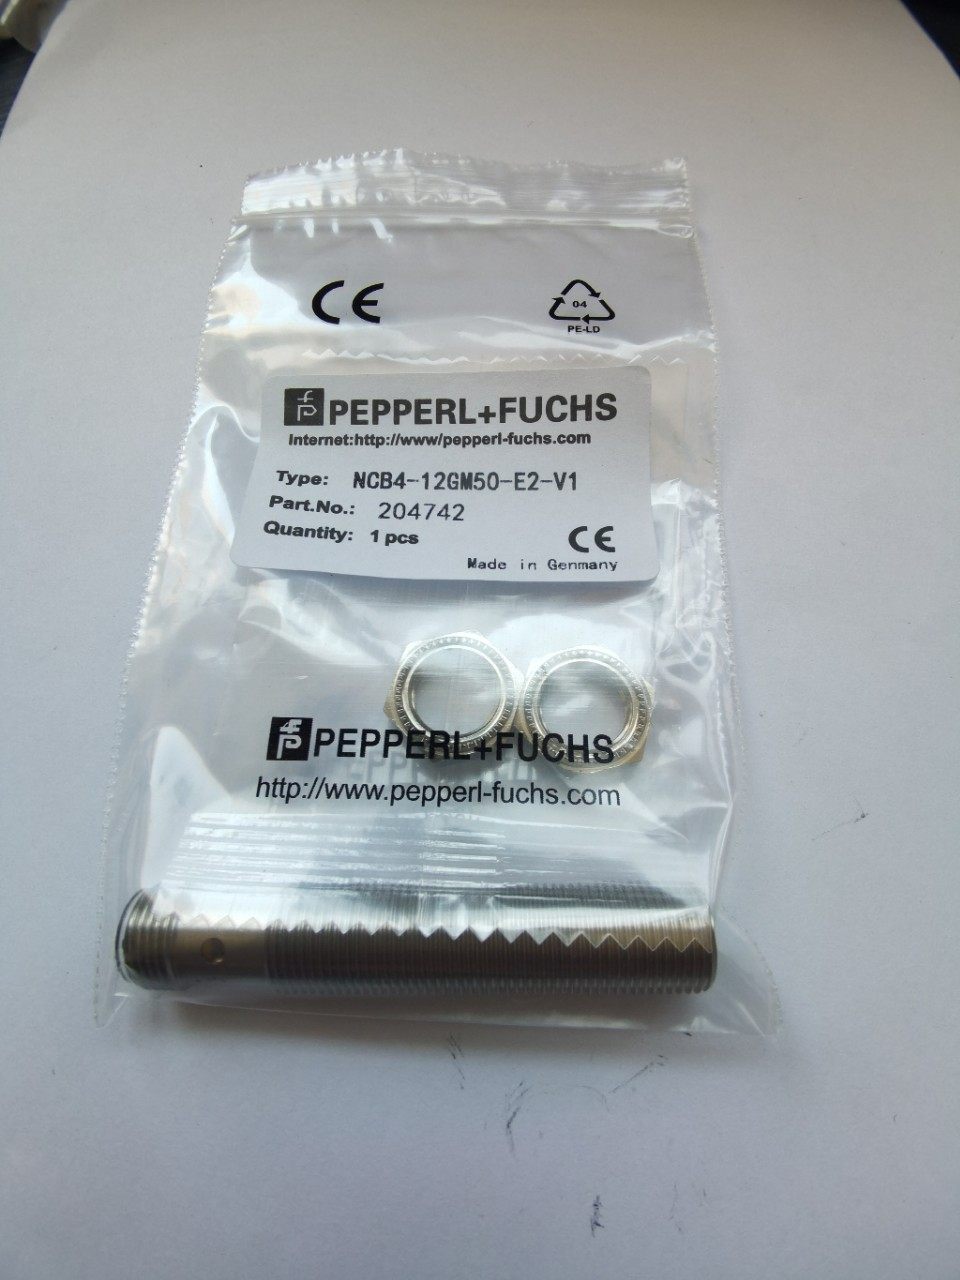 CE
04
PE-LD
PEPPERL+FUCHS
Internet:http://www/pepperl-fuchs.com
Type: NCB4-12GM50-E2-V1
Part.No.: 204742
Quantity: 1 pcs
CE
Made in Genmany
PEPPERL+FUCHS
http://www.pepperl-fuchs.com